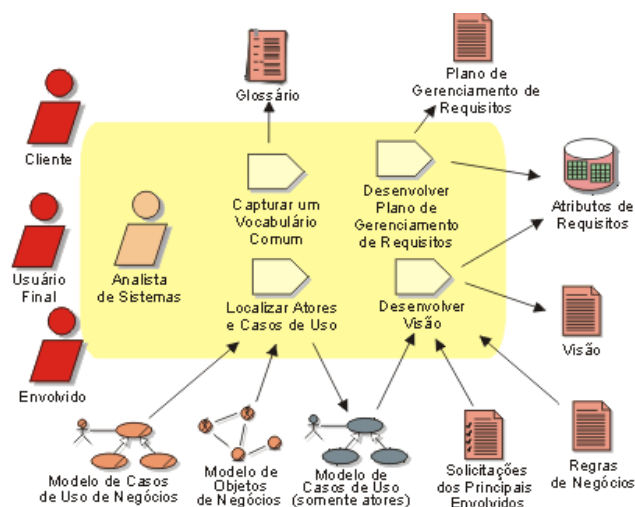 Glossário
Plano de
Gerenciamento de
Requisitos
Cliente
Capturar um
Vocabulário
Comum
Desenvolver
Plano de
Gerenciamento
de Requisitos
Atributos de
Requisitos
Usuário
Final
Analista
de Sistemas
Localizar Atores
e Casos de Uso
Desenvolver
Visão
Visão
Envolvido
Modelo de Casos
de Uso de Negócios
Modelo de
Objetos
de Negócios
Modelo de
Casos de Uso
(somente atores)
Solicitações
dos Principais
Envolvidos
Regras
de Negócios